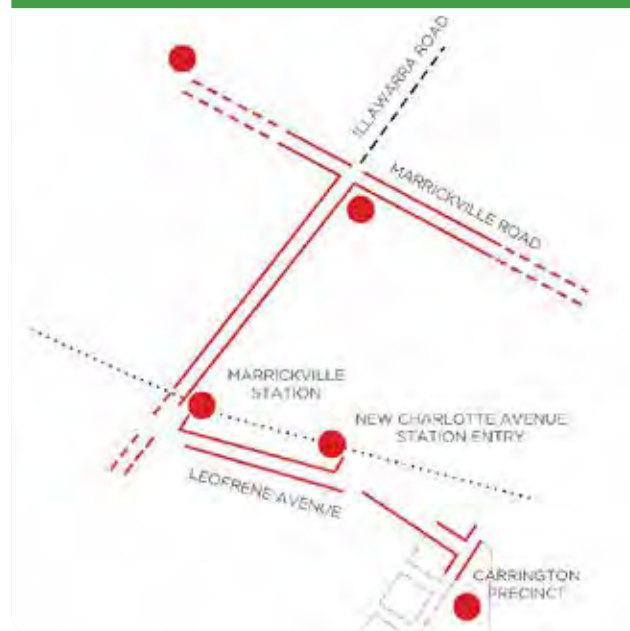 ILLAWARRA ROAD
MARRICKVILLE ROAD
MARRICKVILLE
STATION
NEW CHARLOTTE AVENUE
STATION ENTRY
LEOFRENE AVENUE
CARRINGTON
PRECINCT